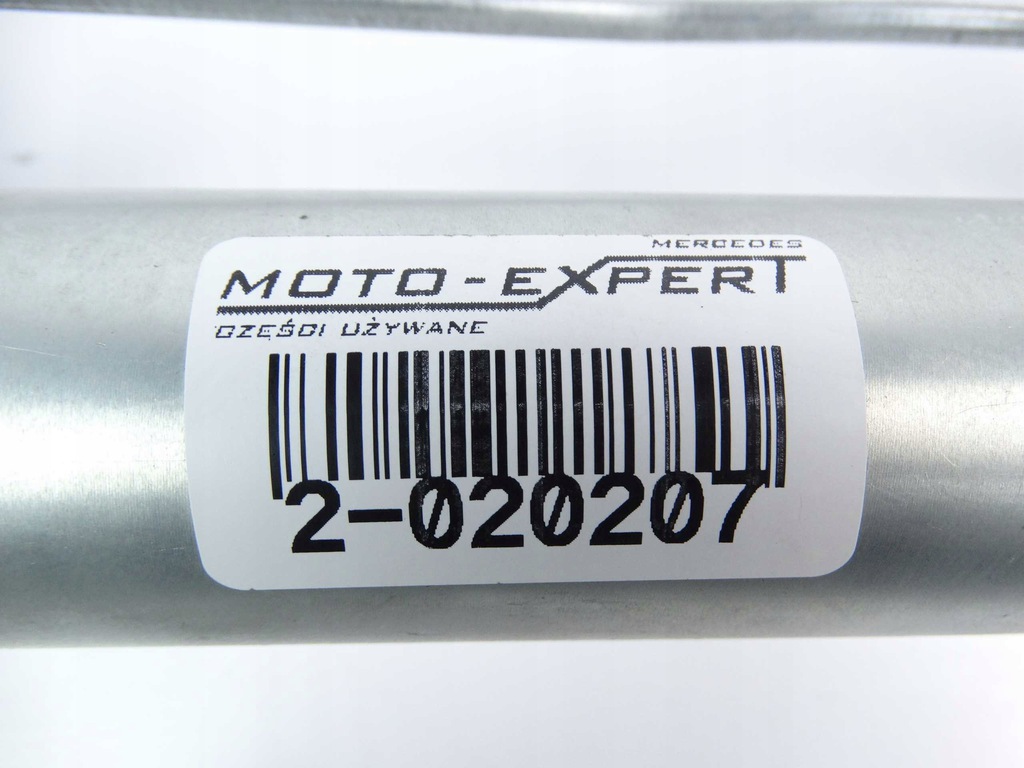 MERCEDES
MOTO-EXPERT
CZĘŚCI UŻYWANE
2-020207